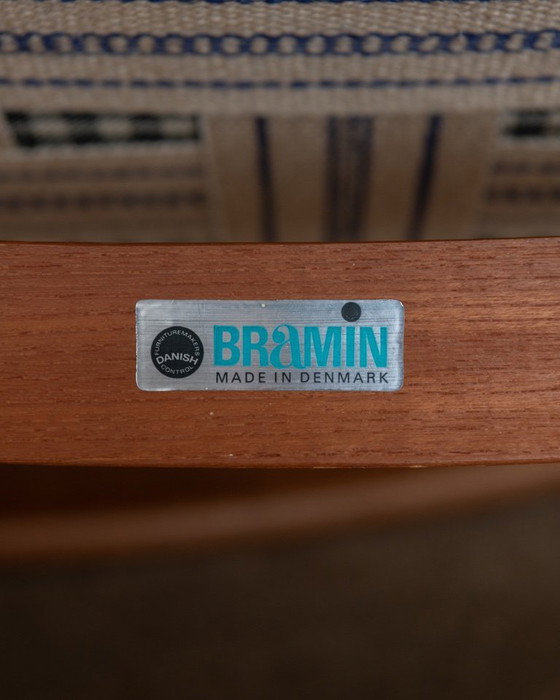 FURNITUREMAKERS
DANISH
CONTROL
BRaMIN
MADE IN DENMARK